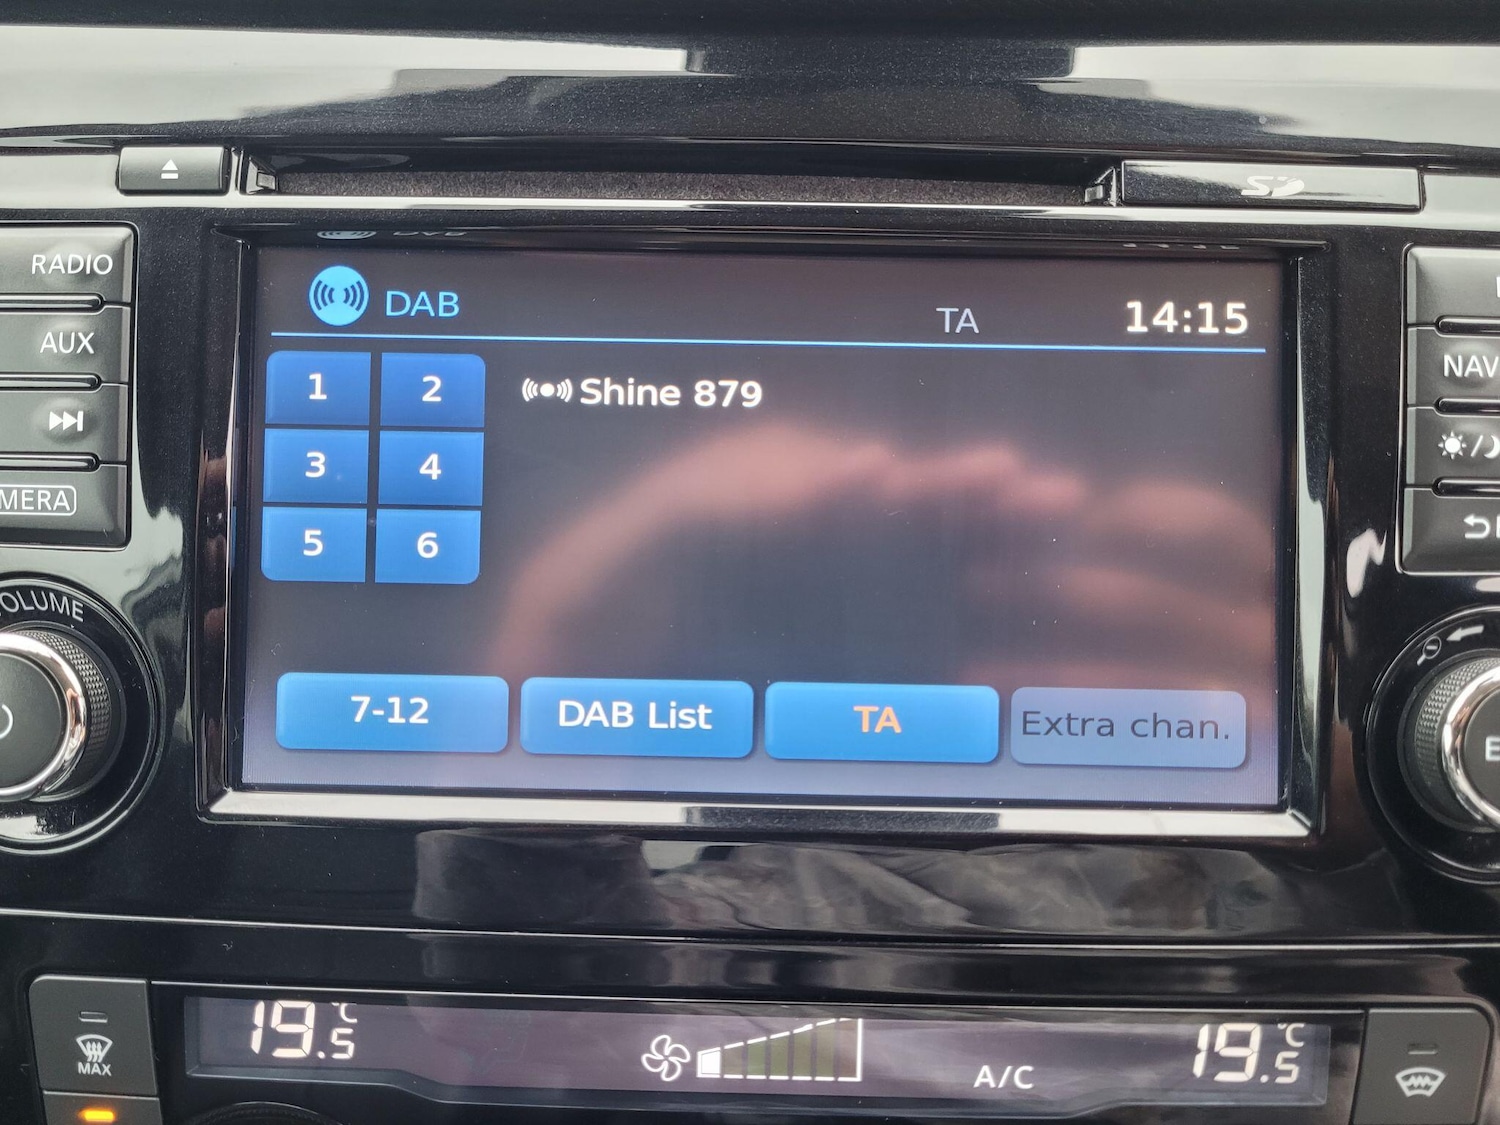 SD
RADIO
AUX
MERA
OLUME
DAB
TA
14:15
1
2
Shine 879
3
4
5
6
7-12
DAB List
TA
Extra chan.
NAV
19.5
°C
A/C
19.5
°C
MAX